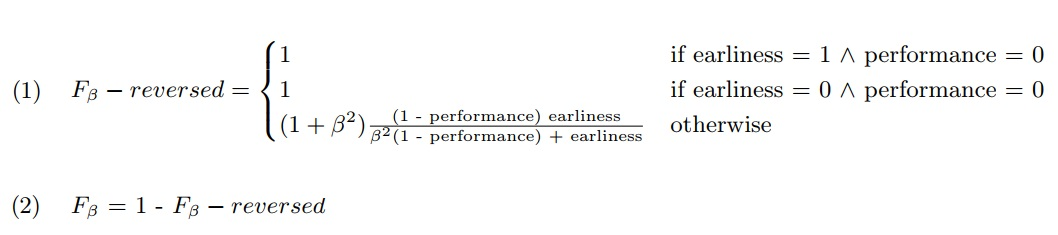 (1) F_β − reversed = { 1 if earliness = 1 ∧ performance = 0
1 if earliness = 0 ∧ performance = 0
(1 + β²) (1 - performance) earliness / β²(1 - performance) + earliness otherwise
(2) F_β = 1 - F_β − reversed